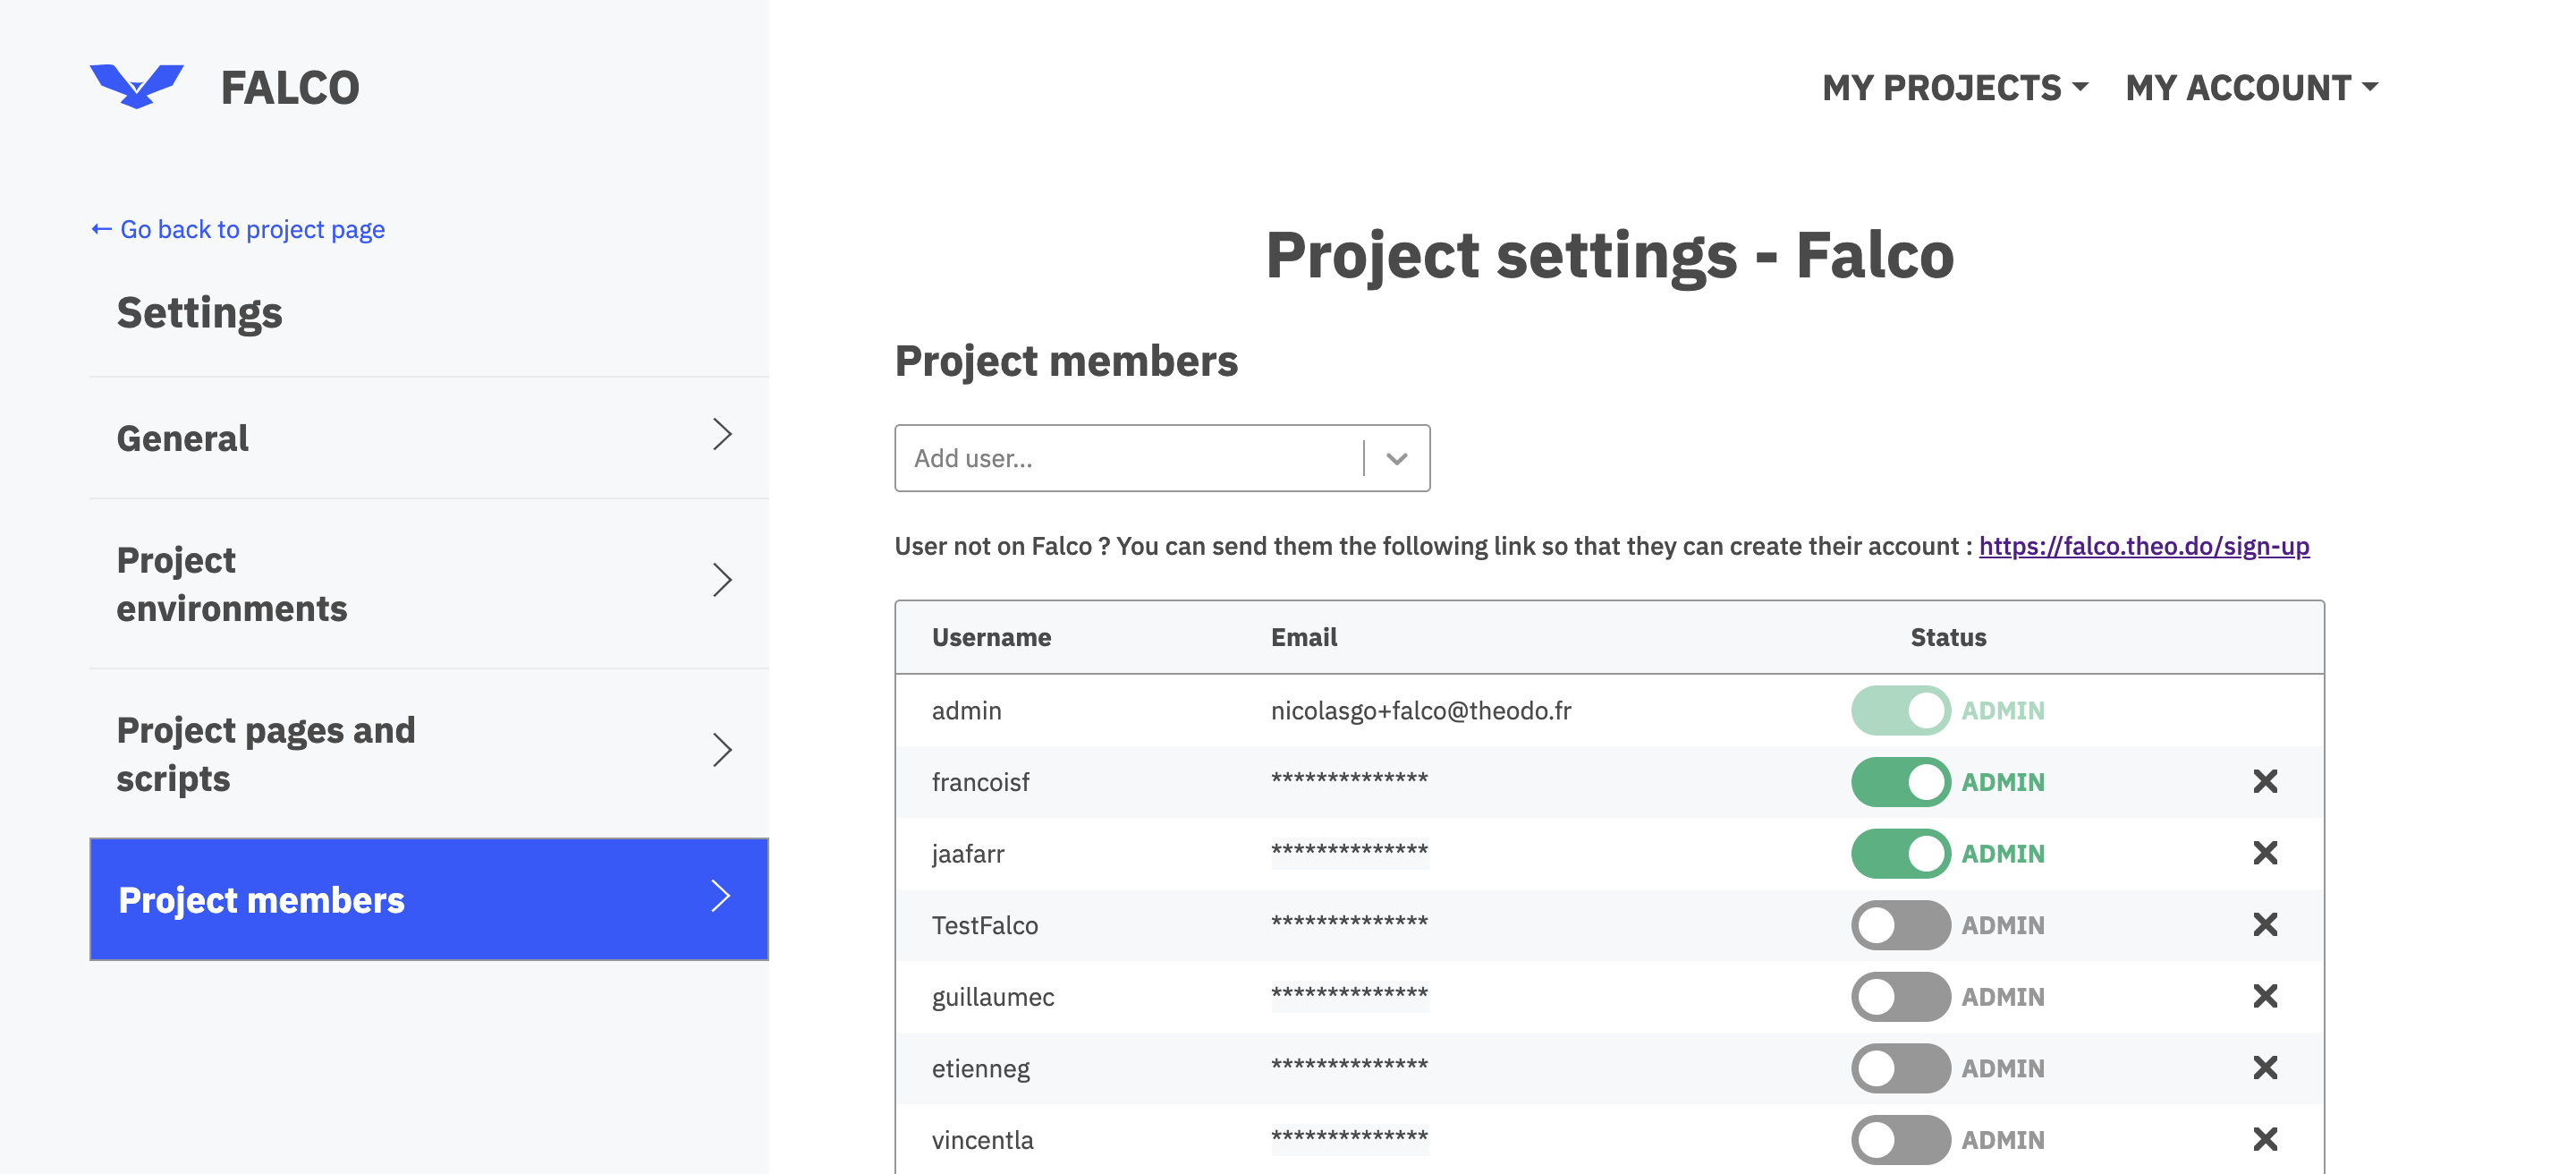 FALCO
MY PROJECTS
MY ACCOUNT
← Go back to project page
Settings
General
Project
environments
Project pages and
scripts
Project members
Project settings - Falco
Project members
Add user...
User not on Falco ? You can send them the following link so that they can create their account : https://falco.theo.do/sign-up
Username Email Status
admin nicolasgo+falco@theodo.fr ADMIN
francoisf ************** ADMIN
jaafarr ************** ADMIN
TestFalco ************** ADMIN
guillaumec ************** ADMIN
etienneg ************** ADMIN
vincentla ************** ADMIN